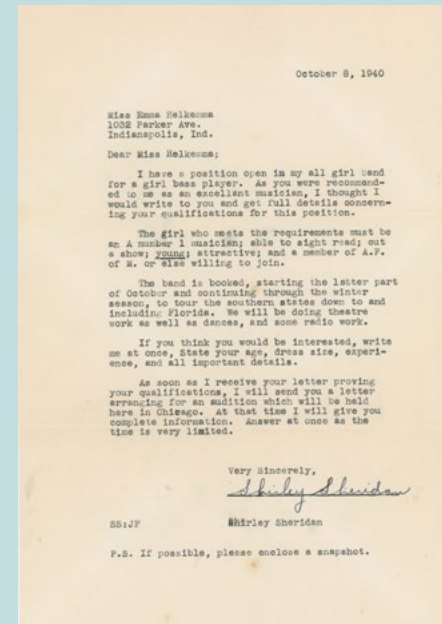 October 8, 1940
Miss Emma Helkemma
1032 Parker Ave.
Indianapolis, Ind.
Dear Miss Helkemma;
I have a position open in my all girl band
for a girl bass player. As you were recommend-
ed to me as an excellant musician, I thought I
would write to you and get full details concern-
ing your qualifications for this position.
The girl who meets the requirements must be
an A number 1 musician; able to sight read; cut
a show; young; attractive; and a member of A.F.
of M. or else willing to join.
The band is booked, starting the latter part
of October and continuing through the winter
season, to tour the southern states down to and
including Florida. We will be doing theatre
work as well as dances, and some radio work.
If you think you would be interested, write
me at once, State your age, dress size, experi-
ence, and all important details.
As soon as I receive your letter proving
your qualifications, I will send you a letter
arranging for an audition which will be held
here in Chicago. At that time I will give you
complete information. Answer at once as the
time is very limited.
Very Sincerely,
Shirley Sheridan
SS:JP Shirley Sheridan
P.S. If possible, please enclose a snapshot.